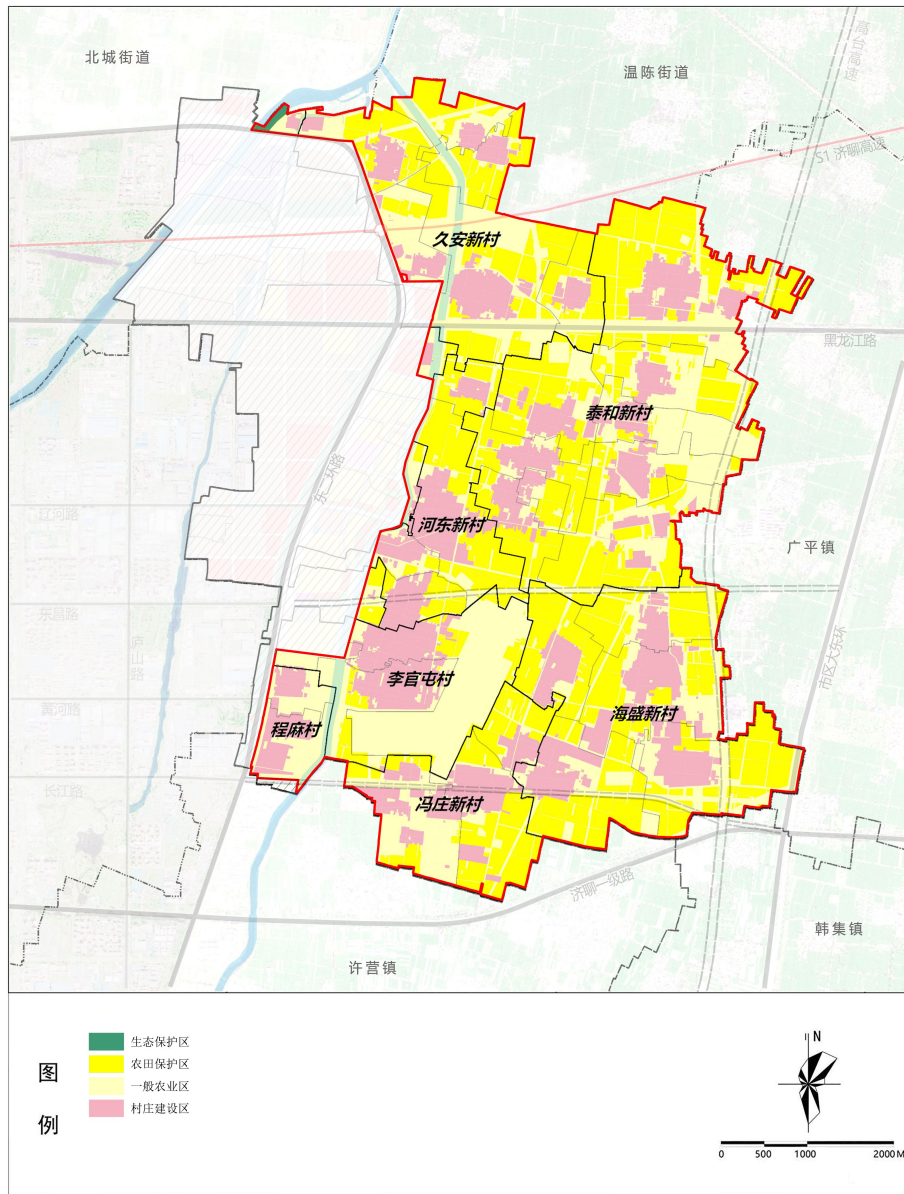 北城街道
温陈街道
高台高速
S1 济聊高速
久安新村
黑龙江路
泰和新村
东二环路
辽河路
河东新村
广平镇
东昌路
庐山路
市区大东环
李官屯村
黄河路
海盛新村
程麻村
长江路
冯庄新村
济聊一级路
韩集镇
许营镇
图例
生态保护区
农田保护区
一般农业区
村庄建设区
N
0 500 1000 2000 M